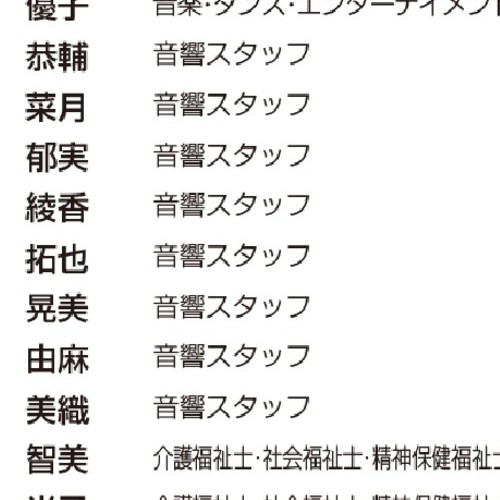 優子 音楽・ダンス・エンターテイメント
恭輔 音響スタッフ
菜月 音響スタッフ
郁実 音響スタッフ
綾香 音響スタッフ
拓也 音響スタッフ
晃美 音響スタッフ
由麻 音響スタッフ
美織 音響スタッフ
智美 介護福祉士・社会福祉士・精神保健福祉士